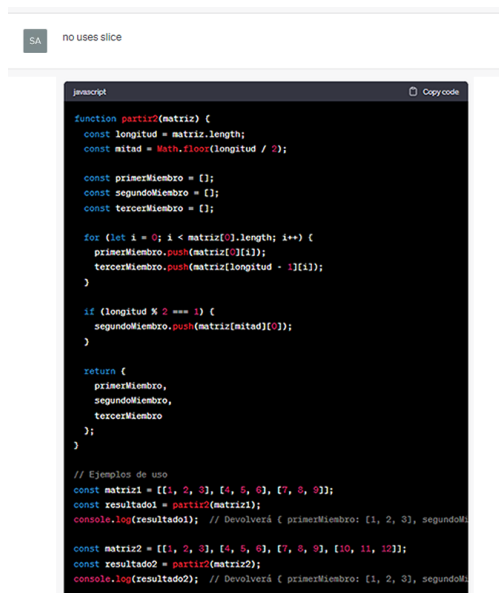 SA
no uses slice
javascript
Copy code
function partir2(matriz) {
const longitud = matriz.length;
const mitad = Math.floor(longitud / 2);
const primerMiembro = [];
const segundoMiembro = [];
const tercerMiembro = [];
for (let i = 0; i < matriz[0].length; i++) {
primerMiembro.push(matriz[0][i]);
tercerMiembro.push(matriz[longitud - 1][i]);
}
if (longitud % 2 === 1) {
segundoMiembro.push(matriz[mitad][0]);
}
return {
primerMiembro,
segundoMiembro,
tercerMiembro
};
}
// Ejemplos de uso
const matriz1 = [[1, 2, 3], [4, 5, 6], [7, 8, 9]];
const resultado1 = partir2(matriz1);
console.log(resultado1); // Devolverá { primerMiembro: [1, 2, 3], segundoMi
const matriz2 = [[1, 2, 3], [4, 5, 6], [7, 8, 9], [10, 11, 12]];
const resultado2 = partir2(matriz2);
console.log(resultado2); // Devolverá { primerMiembro: [1, 2, 3], segundoMi